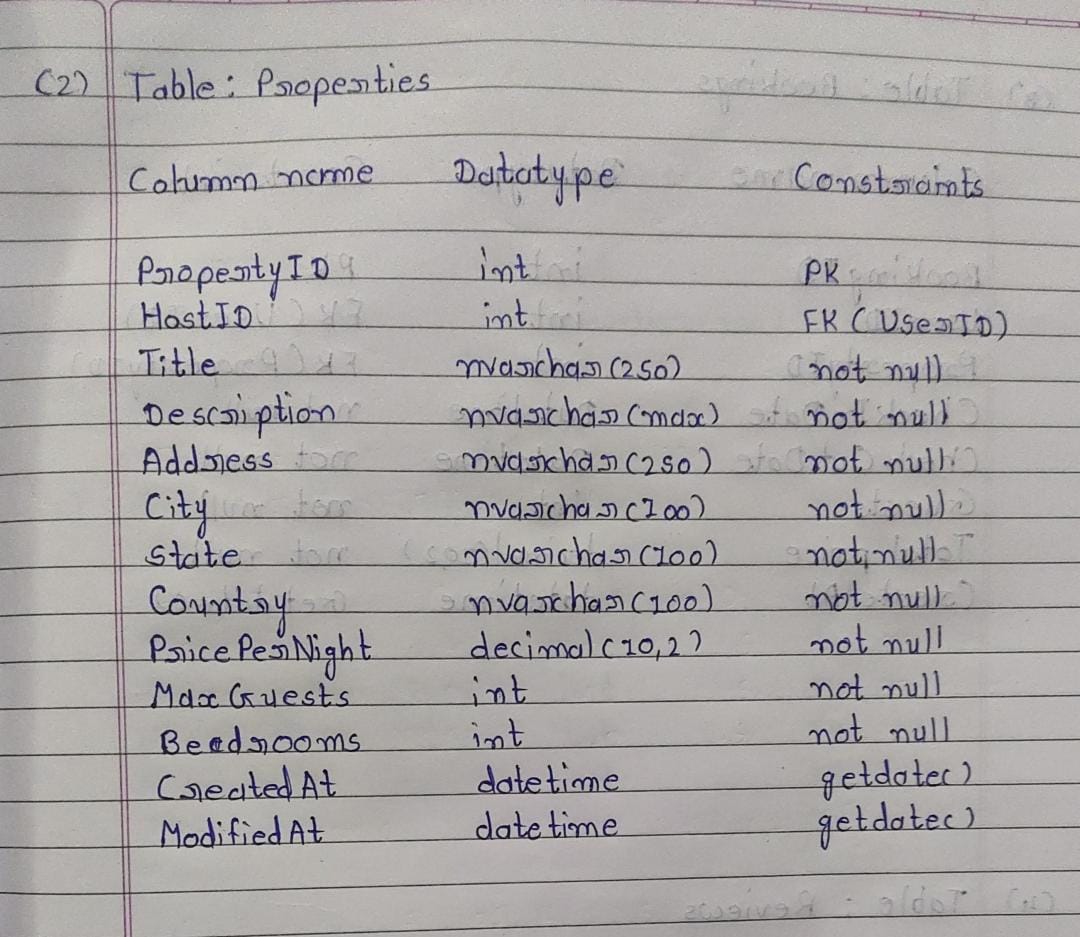 (2) Table : Properties
Column name Datatype Constraints
PropertyID int PK
HostID int FK (UserID)
Title nvarchar(250) not null
Description nvarchar(max) not null
Address nvarchar(250) not null
City nvarchar(100) not null
State nvarchar(100) not null
Country nvarchar(100) not null
PricePerNight decimal(10,2) not null
MaxGuests int not null
Beedrooms int not null
CreatedAt datetime getdate()
ModifiedAt datetime getdate()